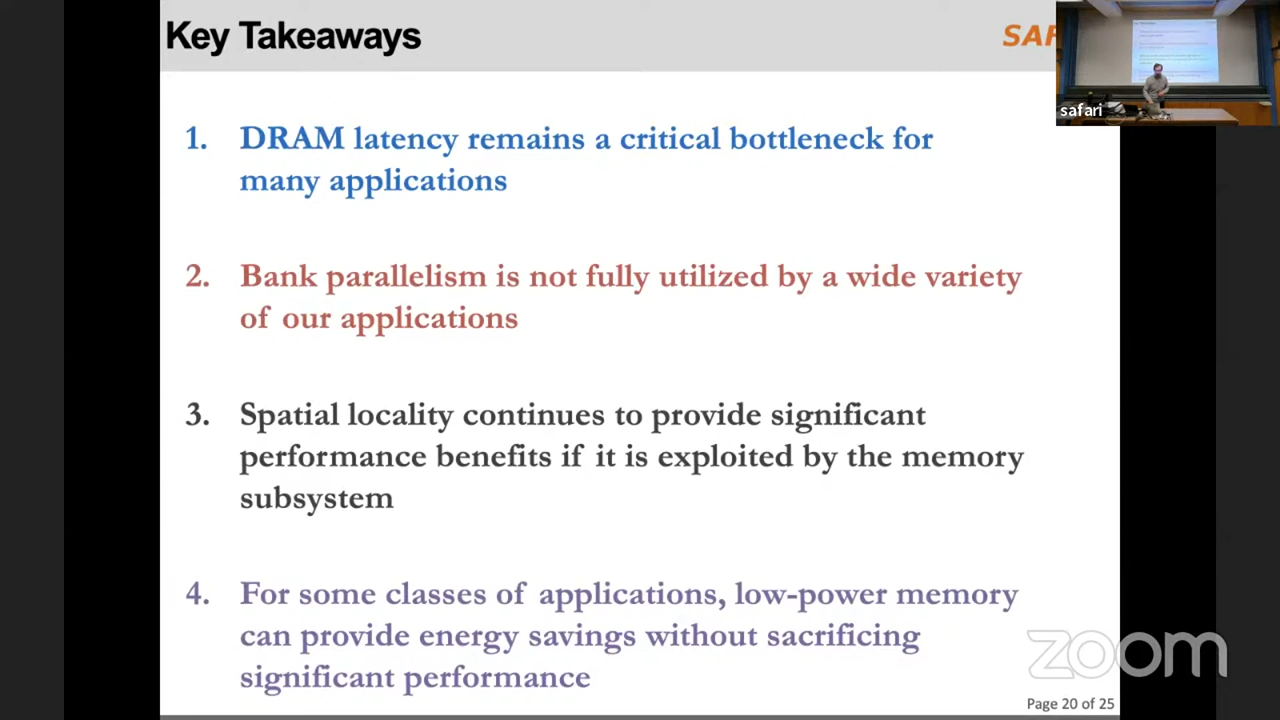 Key Takeaways
SAF
safari
1. DRAM latency remains a critical bottleneck for
many applications
2. Bank parallelism is not fully utilized by a wide variety
of our applications
3. Spatial locality continues to provide significant
performance benefits if it is exploited by the memory
subsystem
4. For some classes of applications, low-power memory
can provide energy savings without sacrificing
significant performance
zoom
Page 20 of 25